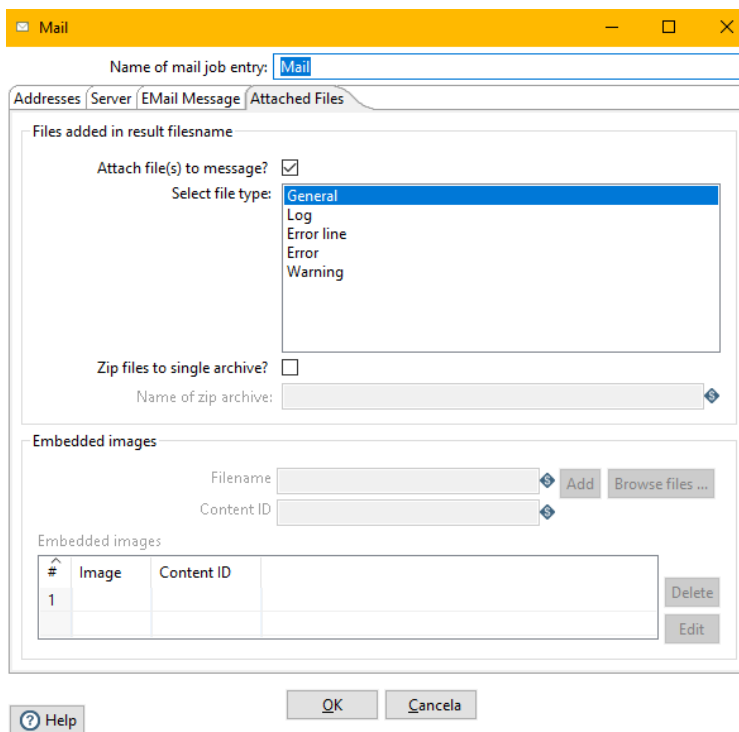 Mail
Name of mail job entry: Mail
Addresses Server EMail Message Attached Files
Files added in result filesname
Attach file(s) to message?
Select file type: General
Log
Error line
Error
Warning
Zip files to single archive?
Name of zip archive:
Embedded images
Filename Add Browse files ...
Content ID
Embedded images
# Image Content ID
1
Delete
Edit
OK Cancela
Help